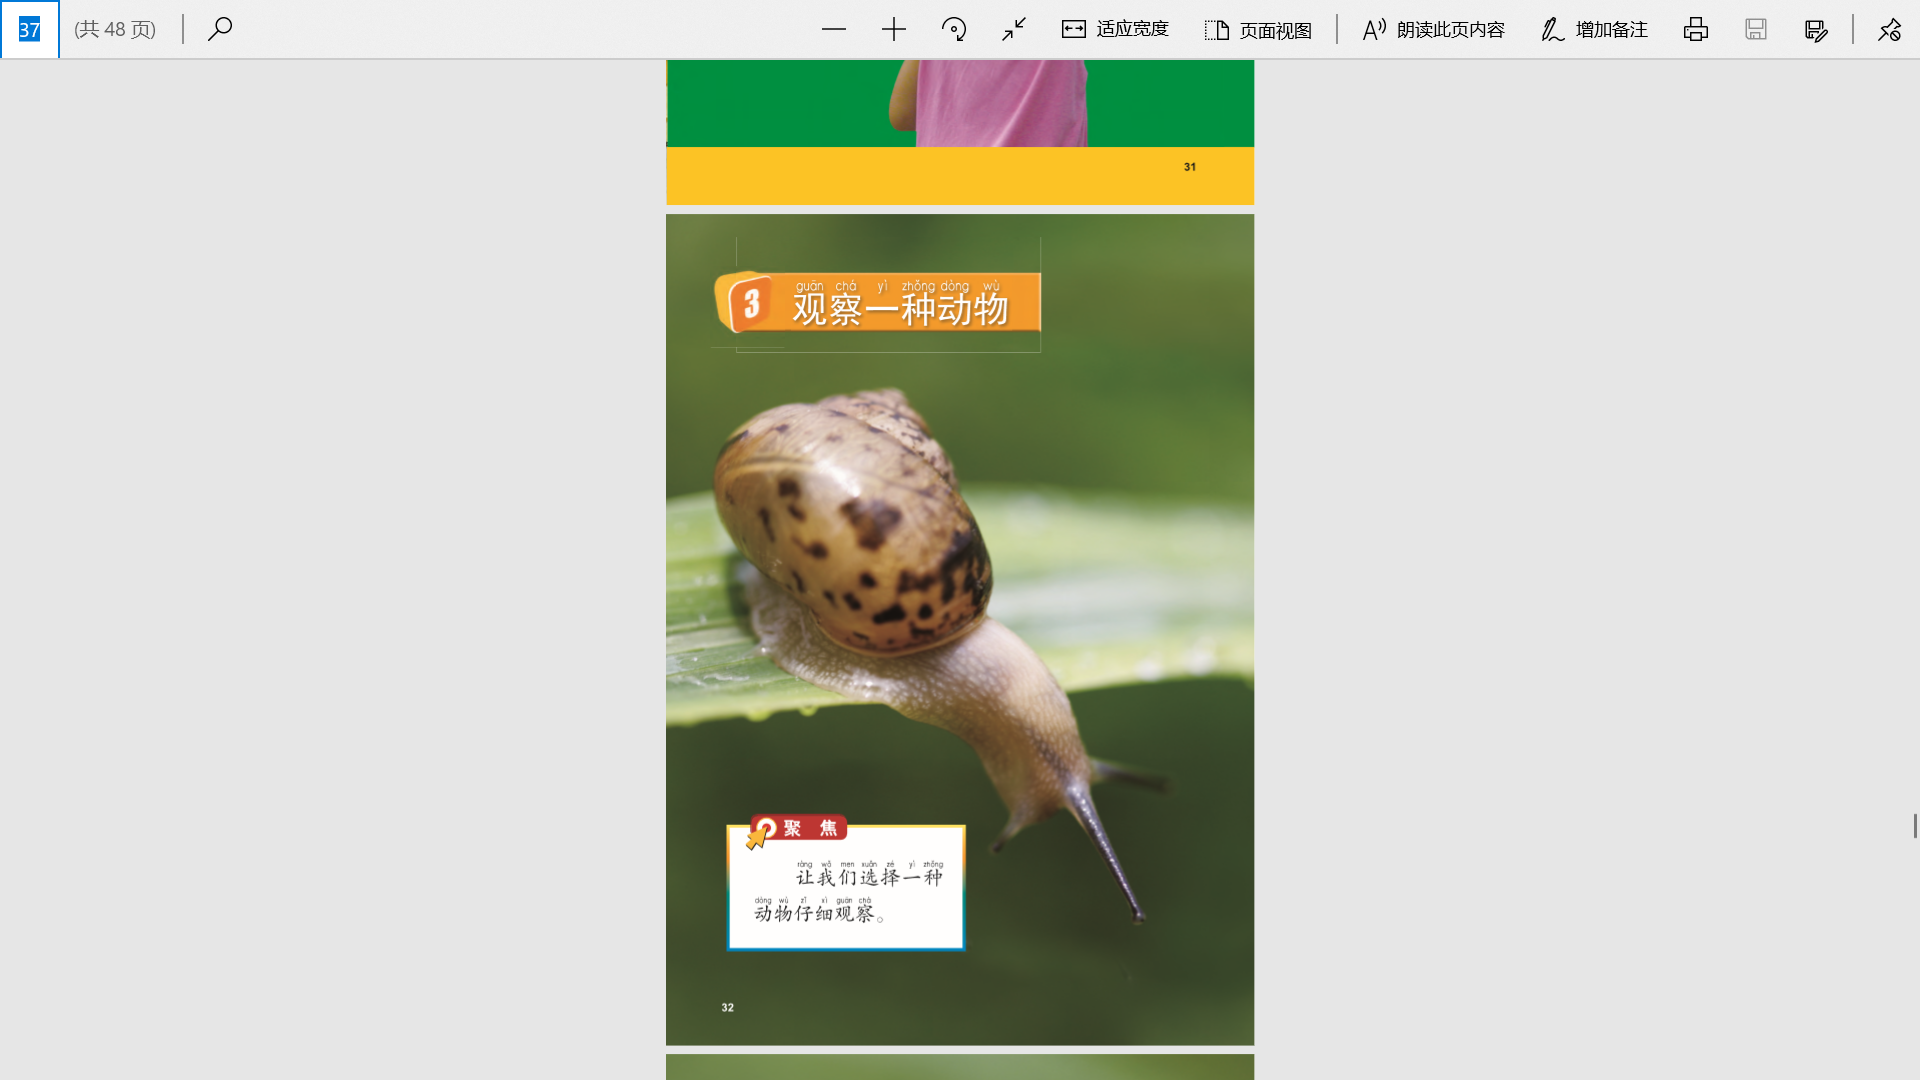 37 (共 48 页) 适应宽度 页面视图 朗读此页内容 增加备注
31
guān chá yì zhǒng dòng wù
3 观察一种动物
聚 焦
ràng wǒ men xuǎn zé yì zhǒng
让我们选择一种
dòng wù zǐ xì guān chá
动物仔细观察。
32